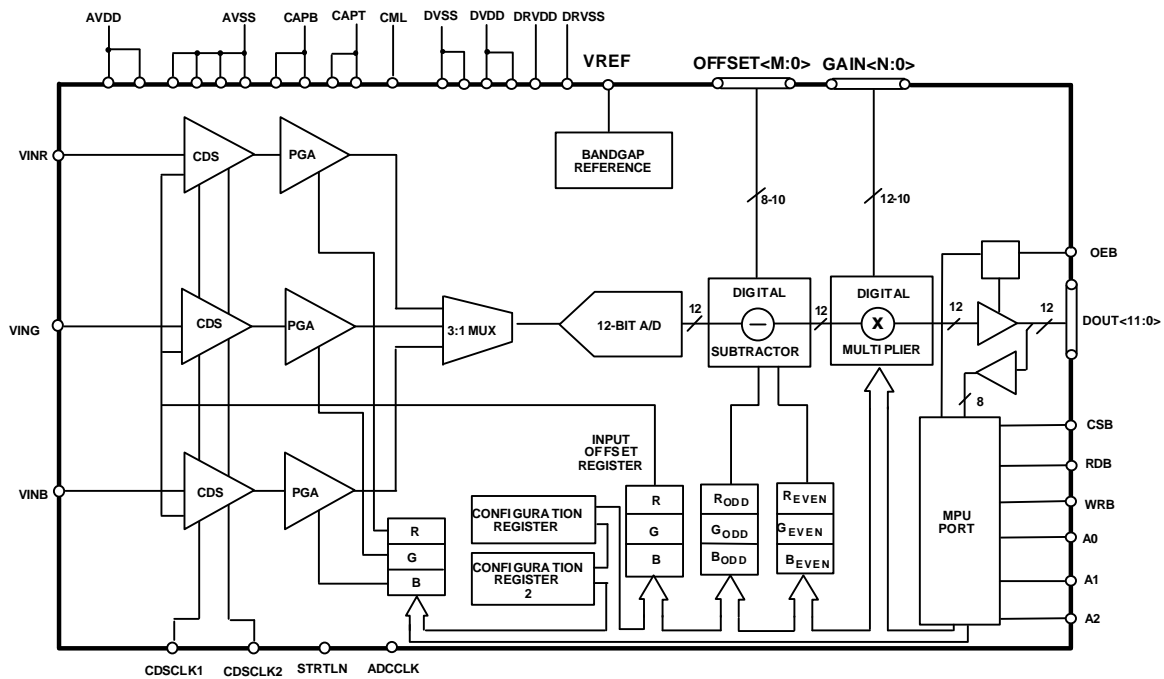 AVDD
AVSS
CAPB
CAPT
CML
DVSS
DVDD
DRVDD
DRVSS
VREF
OFFSET<M:0>
GAIN<N:0>
VINR
CDS
PGA
BANDGAP
REFERENCE
8-10
12-10
OEB
VING
CDS
PGA
3:1 MUX
12-BIT A/D
12
DIGITAL
–
SUBTRACTOR
12
DIGITAL
X
MULTIPLIER
12
12
DOUT<11:0>
8
VINB
CDS
PGA
INPUT
OFFSET
REGISTER
CONFIGURATION
REGISTER
CONFIGURATION
REGISTER
2
R
G
B
R
G
B
RODD
GODD
BODD
REVEN
GEVEN
BEVEN
MPU
PORT
CSB
RDB
WRB
A0
A1
A2
CDSCLK1
CDSCLK2
STRTLN
ADCCLK